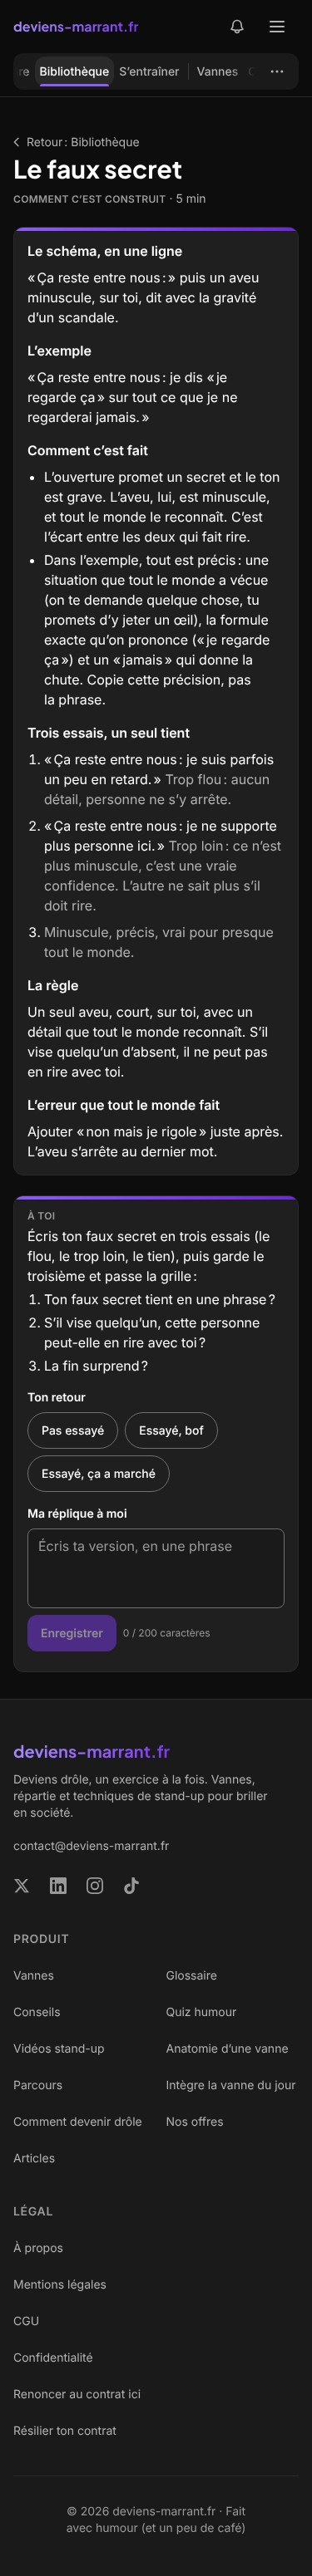 deviens-marrant.fr
re Bibliothèque S’entraîner Vannes
Retour : Bibliothèque
Le faux secret
COMMENT C’EST CONSTRUIT · 5 min
Le schéma, en une ligne
« Ça reste entre nous : » puis un aveu
minuscule, sur toi, dit avec la gravité
d’un scandale.
L’exemple
« Ça reste entre nous : je dis « je
regarde ça » sur tout ce que je ne
regarderai jamais. »
Comment c’est fait
• L’ouverture promet un secret et le ton
est grave. L’aveu, lui, est minuscule,
et tout le monde le reconnaît. C’est
l’écart entre les deux qui fait rire.
• Dans l’exemple, tout est précis : une
situation que tout le monde a vécue
(on te demande quelque chose, tu
promets d’y jeter un œil), la formule
exacte qu’on prononce (« je regarde
ça ») et un « jamais » qui donne la
chute. Copie cette précision, pas
la phrase.
Trois essais, un seul tient
1. « Ça reste entre nous : je suis parfois
un peu en retard. » Trop flou : aucun
détail, personne ne s’y arrête.
2. « Ça reste entre nous : je ne supporte
plus personne ici. » Trop loin : ce n’est
plus minuscule, c’est une vraie
confidence. L’autre ne sait plus s’il
doit rire.
3. Minuscule, précis, vrai pour presque
tout le monde.
La règle
Un seul aveu, court, sur toi, avec un
détail que tout le monde reconnaît. S’il
vise quelqu’un d’absent, il ne peut pas
en rire avec toi.
L’erreur que tout le monde fait
Ajouter « non mais je rigole » juste après.
L’aveu s’arrête au dernier mot.
À TOI
Écris ton faux secret en trois essais (le
flou, le trop loin, le tien), puis garde le
troisième et passe la grille :
1. Ton faux secret tient en une phrase ?
2. S’il vise quelqu’un, cette personne
peut-elle en rire avec toi ?
3. La fin surprend ?
Ton retour
Pas essayé Essayé, bof
Essayé, ça a marché
Ma réplique à moi
Écris ta version, en une phrase
Enregistrer 0 / 200 caractères
deviens-marrant.fr
Deviens drôle, un exercice à la fois. Vannes,
répartie et techniques de stand-up pour briller
en société.
contact@deviens-marrant.fr
PRODUIT
Vannes Glossaire
Conseils Quiz humour
Vidéos stand-up Anatomie d’une vanne
Parcours Intègre la vanne du jour
Comment devenir drôle Nos offres
Articles
LÉGAL
À propos
Mentions légales
CGU
Confidentialité
Renoncer au contrat ici
Résilier ton contrat
© 2026 deviens-marrant.fr · Fait
avec humour (et un peu de café)